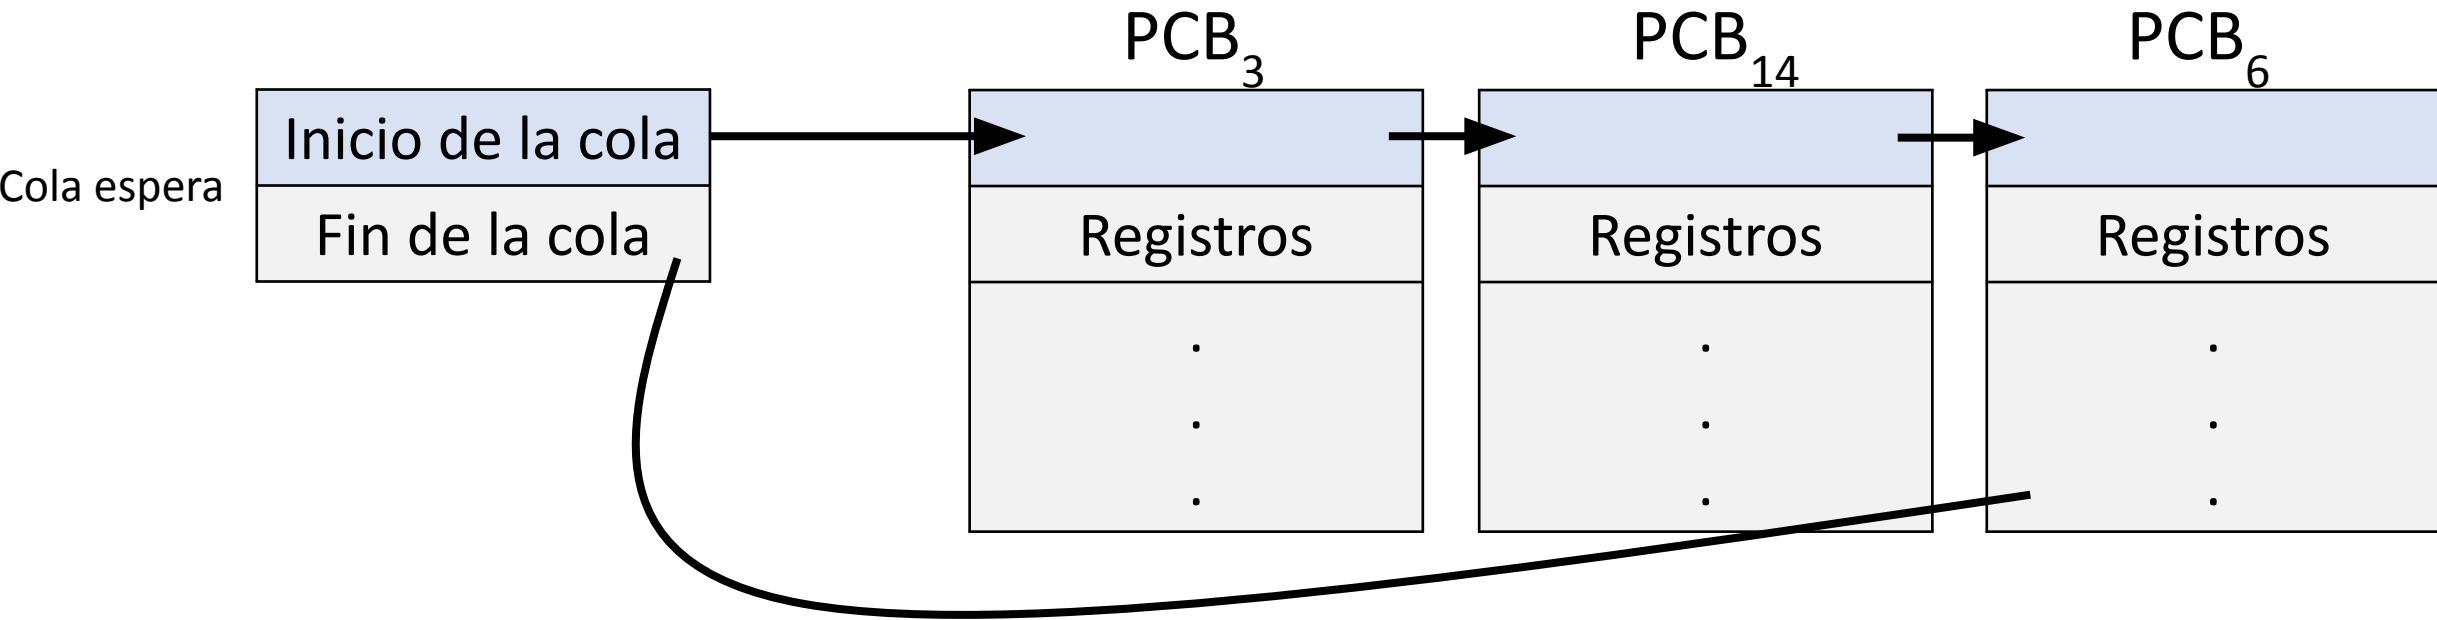 PCB3 PCB14 PCB6
Inicio de la cola
Cola espera
Fin de la cola Registros Registros Registros
.
.
.
.
.
.
.
.
.